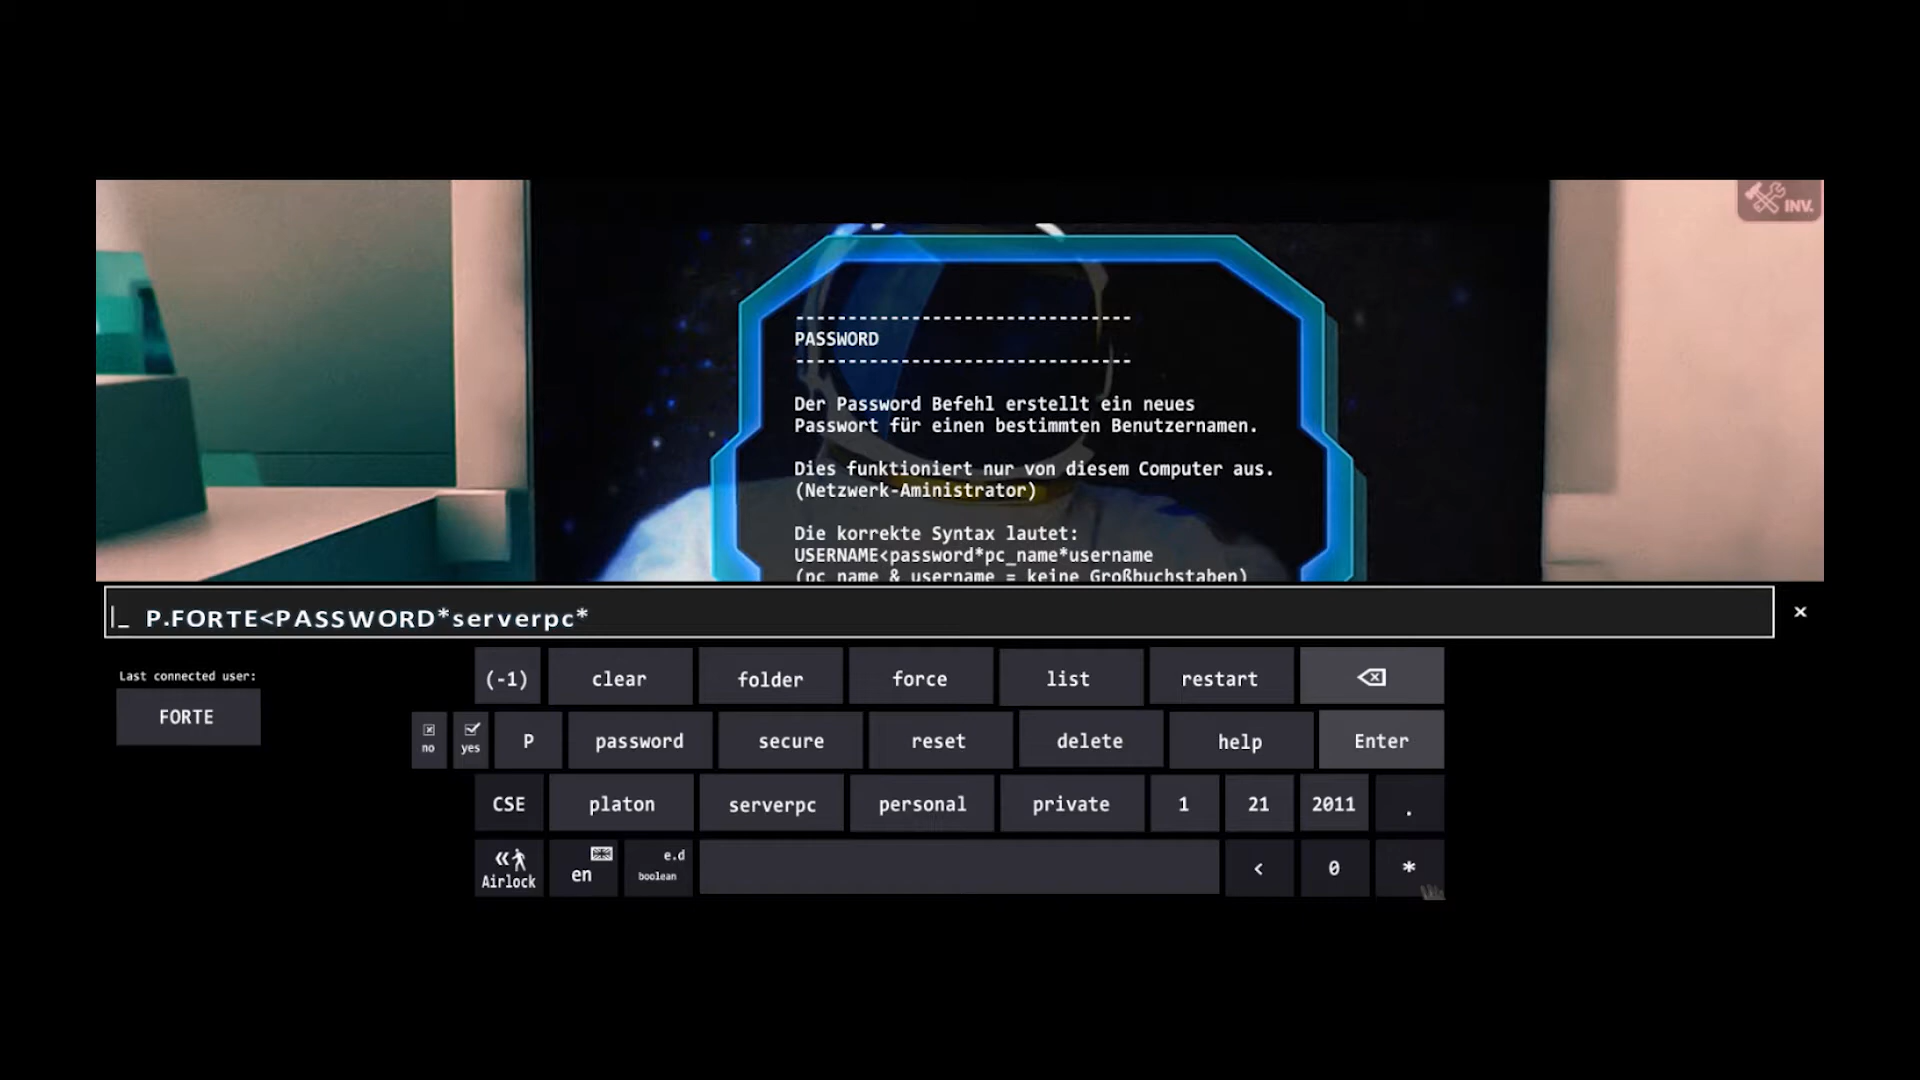 INV.
--------------------------------
PASSWORD
--------------------------------
Der Password Befehl erstellt ein neues
Passwort für einen bestimmten Benutzernamen.
Dies funktioniert nur von diesem Computer aus.
(Netzwerk-Aministrator)
Die korrekte Syntax lautet:
USERNAME<password*pc_name*username
(pc_name & username = keine Großbuchstaben)
|_ P.FORTE<PASSWORD*serverpc*
×
Last connected user:
FORTE
(-1) clear folder force list restart
no yes P password secure reset delete help Enter
CSE platon serverpc personal private 1 21 2011 .
« Airlock en e.d boolean < 0 *